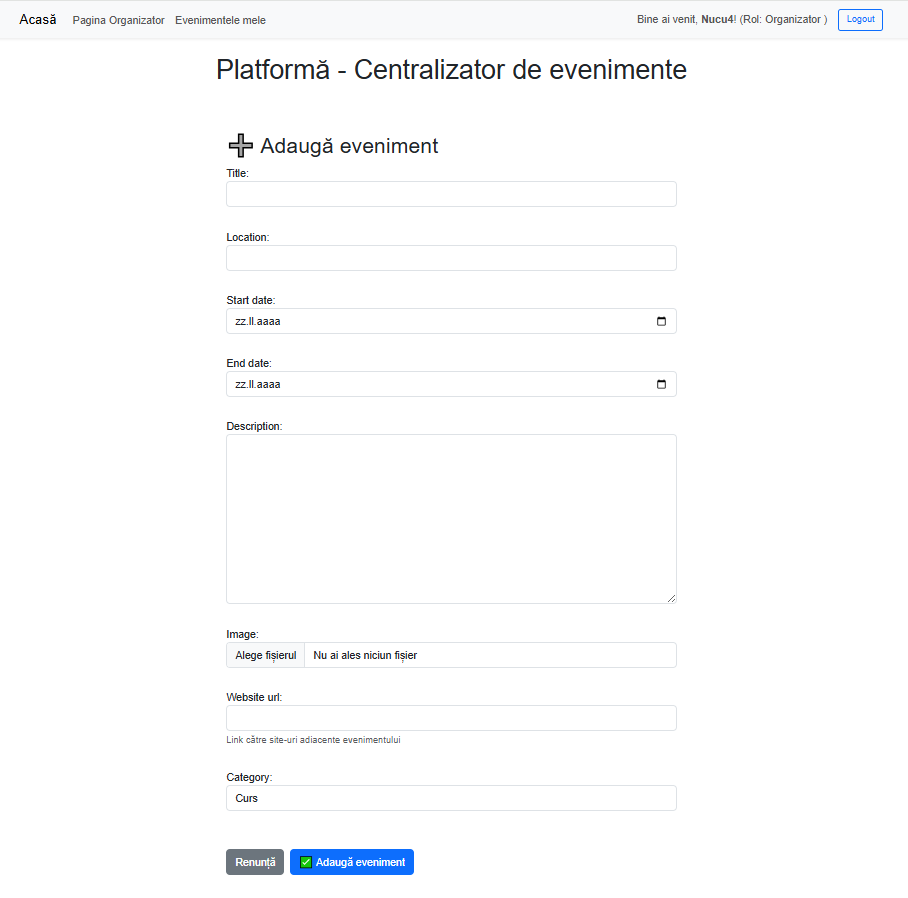 Acasă Pagina Organizator Evenimentele mele Bine ai venit, Nucu4! (Rol: Organizator ) Logout
Platformă - Centralizator de evenimente
Adaugă eveniment
Title:
Location:
Start date:
zz.ll.aaaa
End date:
zz.ll.aaaa
Description:
Image:
Alege fișierul Nu ai ales niciun fișier
Website url:
Link către site-uri adiacente evenimentului
Category:
Curs
Renunță ✅ Adaugă eveniment